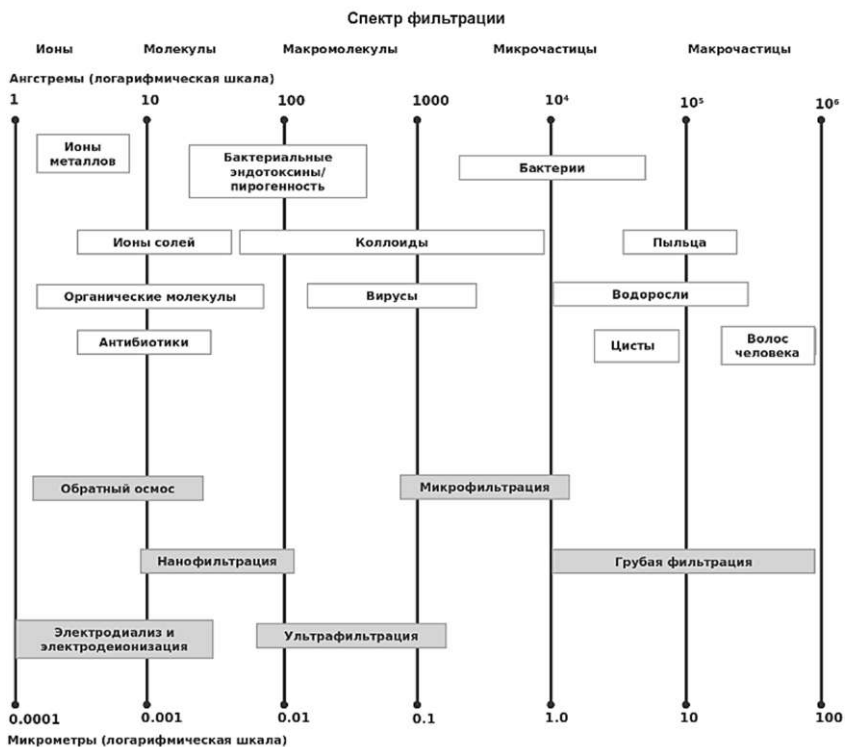 Спектр фильтрации
Ионы Молекулы Макромолекулы Микрочастицы Макрочастицы
Ангстремы (логарифмическая шкала)
1 10 100 1000 10⁴ 10⁵ 10⁶
Ионы
металлов
Бактериальные
эндотоксины/
пирогенность
Бактерии
Ионы солей
Коллоиды
Пыльца
Органические молекулы
Вирусы
Водоросли
Антибиотики
Цисты
Волос
человека
Обратный осмос
Микрофильтрация
Нанофильтрация
Грубая фильтрация
Электродиализ и
электродеионизация
Ультрафильтрация
0.0001 0.001 0.01 0.1 1.0 10 100
Микрометры (логарифмическая шкала)